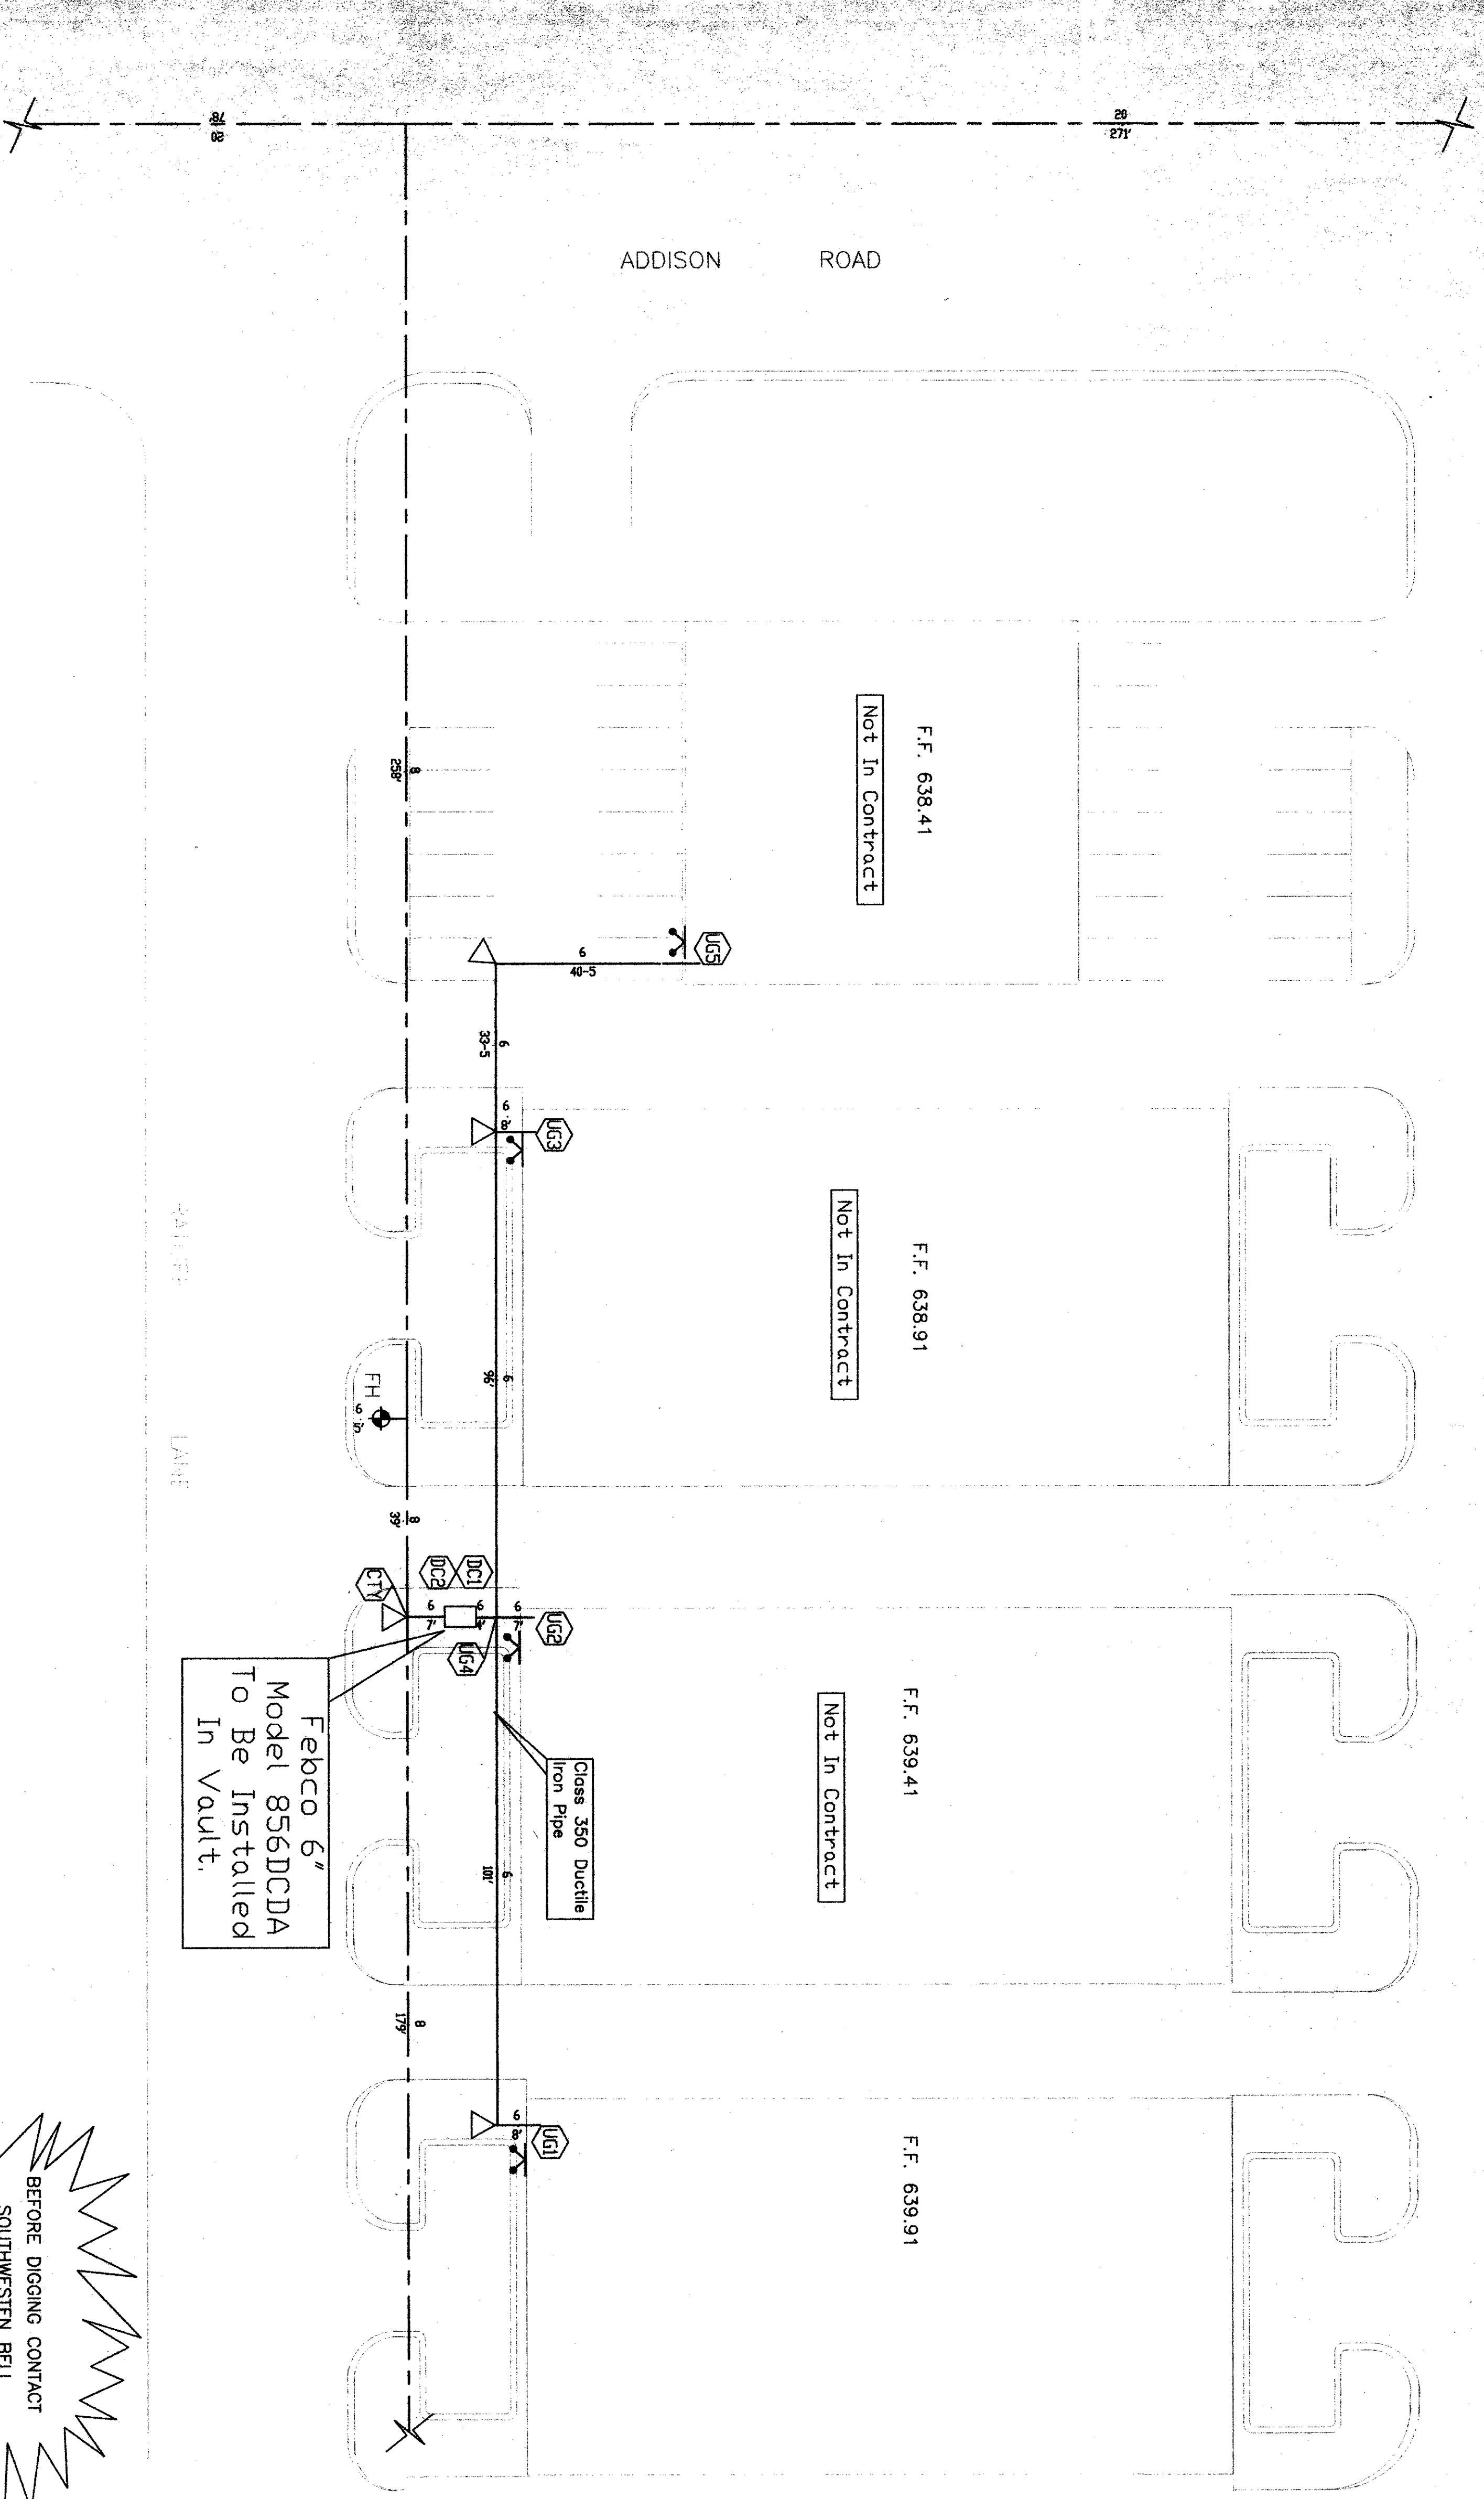 78'
20
20
271'
ADDISON ROAD
F.F. 638.41
Not In Contract
8
258'
UG5
6
40-5
6
33-5
6
8'
UG3
F.F. 638.91
Not In Contract
6
96'
FH
6
5'
8
39'
CTY
DC2
DC1
6
7'
6
4'
6
7'
UG2
UG4
F.F. 639.41
Not In Contract
Class 350 Ductile
Iron Pipe
Febco 6"
Model 856DCDA
To Be Installed
In Vault.
6
101'
8
179'
6
8'
UG1
F.F. 639.91
LANE
BEFORE DIGGING CONTACT
SOUTHWESTEN BELL